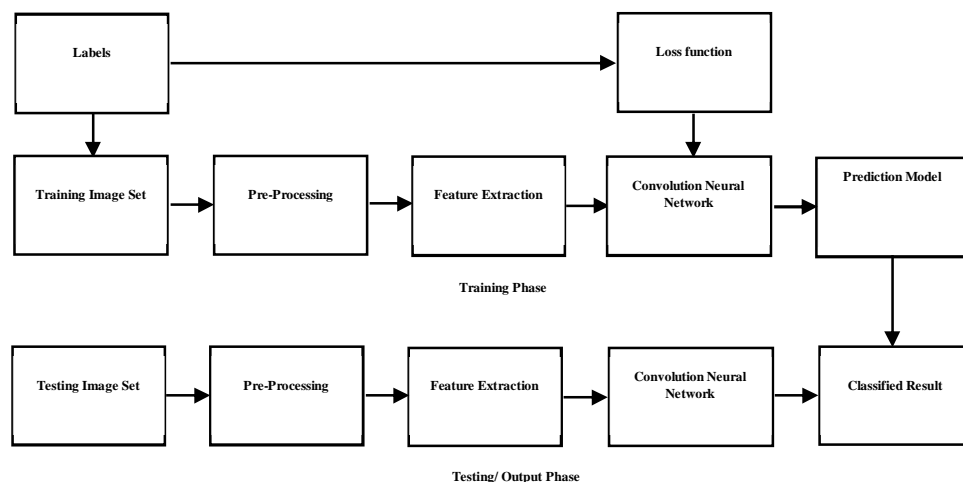 Labels
Loss function
Training Image Set
Pre-Processing
Feature Extraction
Convolution Neural
Network
Prediction Model
Training Phase
Testing Image Set
Pre-Processing
Feature Extraction
Convolution Neural
Network
Classified Result
Testing/ Output Phase